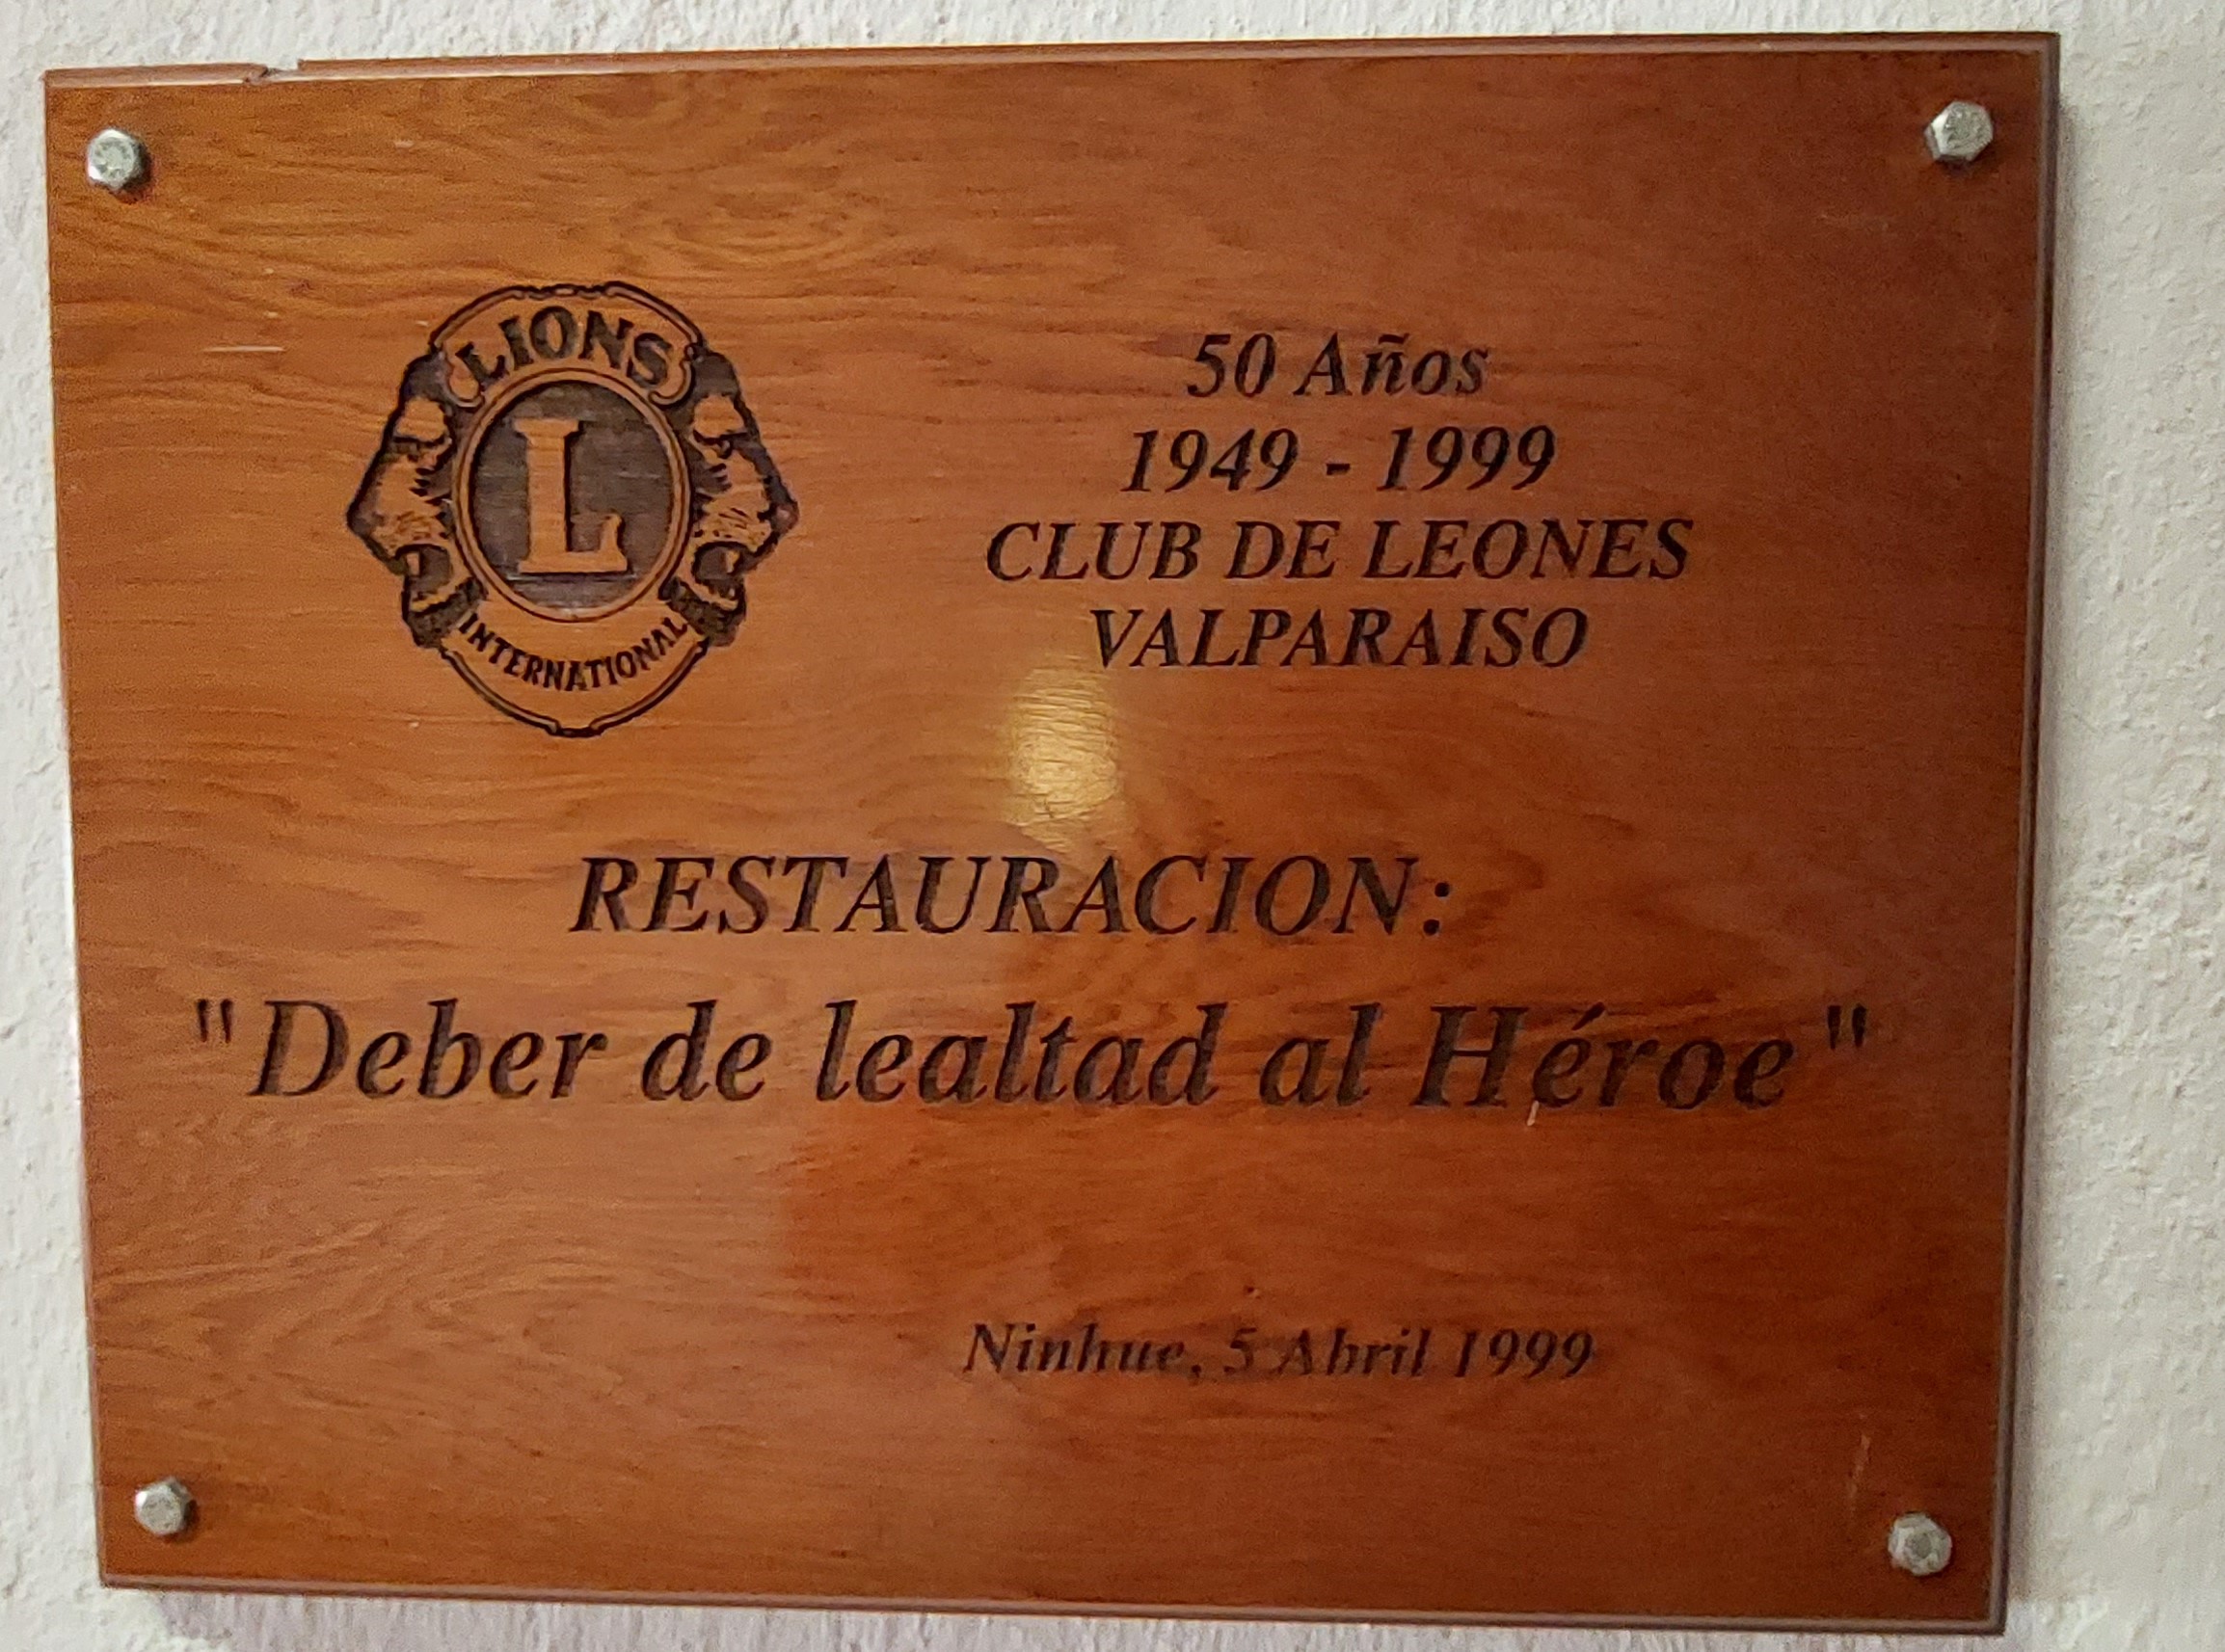 LIONS
L
INTERNATIONAL
50 Años
1949 - 1999
CLUB DE LEONES
VALPARAISO
RESTAURACION:
"Deber de lealtad al Héroe"
Ninhue, 5 Abril 1999